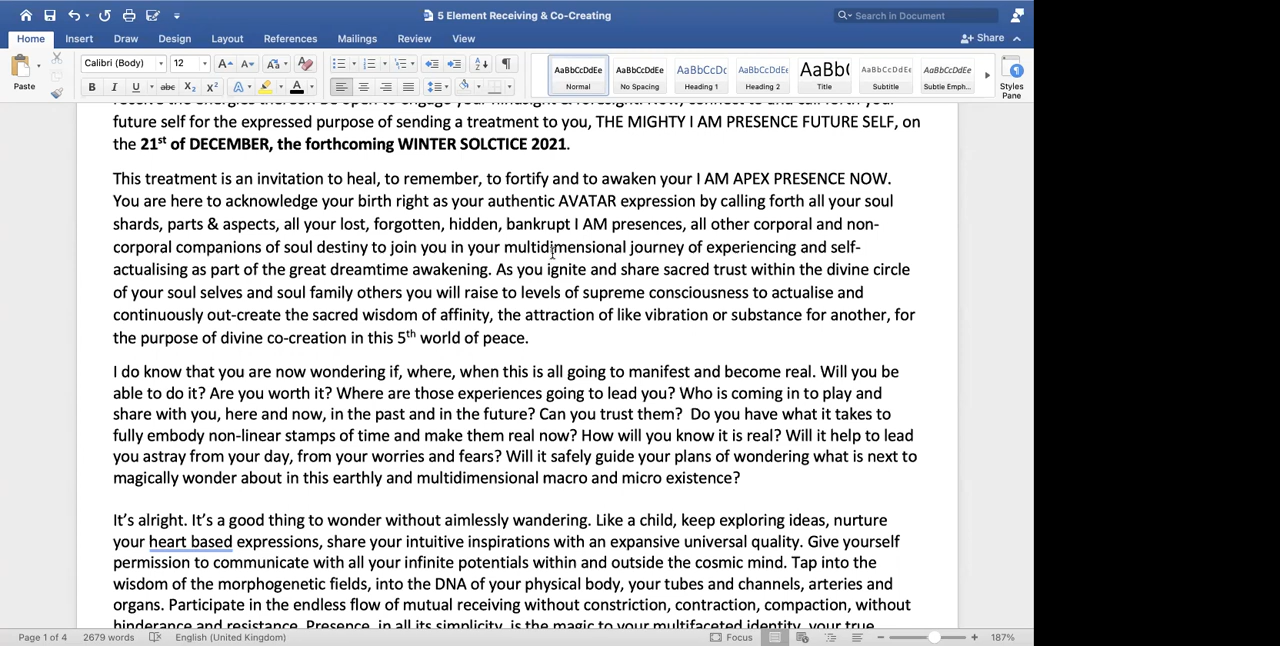 5 Element Receiving & Co-Creating
Search in Document
Home Insert Draw Design Layout References Mailings Review View
Share
Paste
Calibri (Body) 12
B I U abc X₂ X²
AaBbCcDdEe AaBbCcDdEe AaBbCcDc AaBbCcDdEe AaBb( AaBbCcDdEe AaBbCcDdEe
Normal No Spacing Heading 1 Heading 2 Title Subtitle Subtle Emph...
Styles
Pane
future self for the expressed purpose of sending a treatment to you, THE MIGHTY I AM PRESENCE FUTURE SELF, on
the 21st of DECEMBER, the forthcoming WINTER SOLCTICE 2021.
This treatment is an invitation to heal, to remember, to fortify and to awaken your I AM APEX PRESENCE NOW.
You are here to acknowledge your birth right as your authentic AVATAR expression by calling forth all your soul
shards, parts & aspects, all your lost, forgotten, hidden, bankrupt I AM presences, all other corporal and non-
corporal companions of soul destiny to join you in your multidimensional journey of experiencing and self-
actualising as part of the great dreamtime awakening. As you ignite and share sacred trust within the divine circle
of your soul selves and soul family others you will raise to levels of supreme consciousness to actualise and
continuously out-create the sacred wisdom of affinity, the attraction of like vibration or substance for another, for
the purpose of divine co-creation in this 5th world of peace.
I do know that you are now wondering if, where, when this is all going to manifest and become real. Will you be
able to do it? Are you worth it? Where are those experiences going to lead you? Who is coming in to play and
share with you, here and now, in the past and in the future? Can you trust them?  Do you have what it takes to
fully embody non-linear stamps of time and make them real now? How will you know it is real? Will it help to lead
you astray from your day, from your worries and fears? Will it safely guide your plans of wondering what is next to
magically wonder about in this earthly and multidimensional macro and micro existence?
It's alright. It's a good thing to wonder without aimlessly wandering. Like a child, keep exploring ideas, nurture
your heart based expressions, share your intuitive inspirations with an expansive universal quality. Give yourself
permission to communicate with all your infinite potentials within and outside the cosmic mind. Tap into the
wisdom of the morphogenetic fields, into the DNA of your physical body, your tubes and channels, arteries and
organs. Participate in the endless flow of mutual receiving without constriction, contraction, compaction, without
hinderance and resistance. Presence, in all its simplicity, is the magic to your multifaceted identity, your true
Page 1 of 4 2679 words English (United Kingdom) Focus 187%